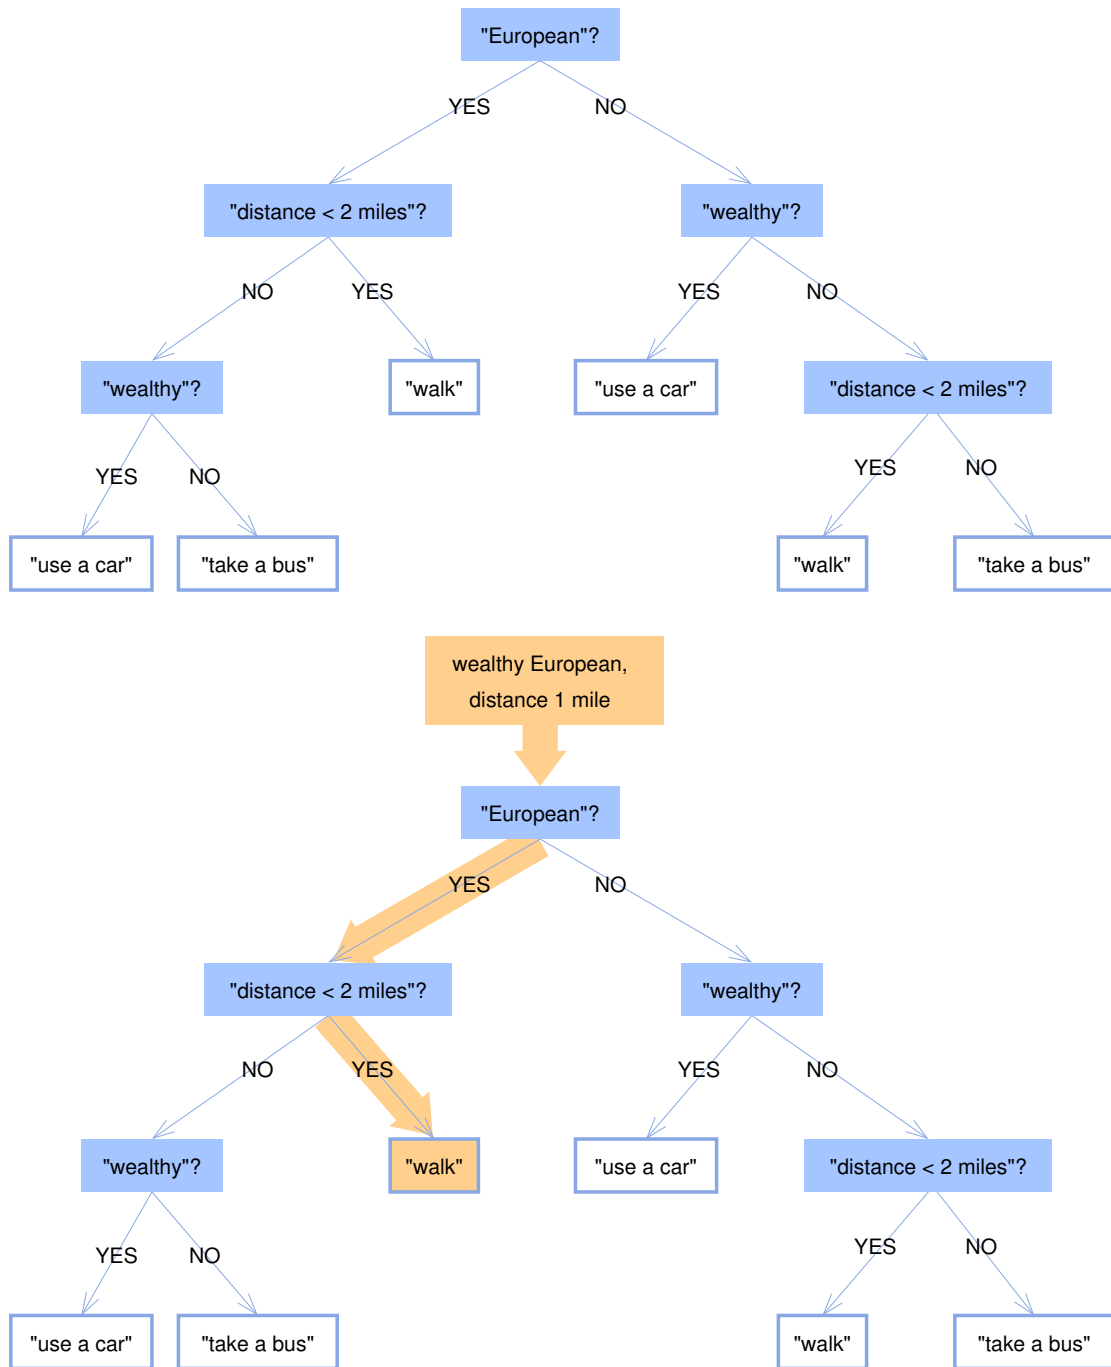 "European"?
YES
NO
"distance < 2 miles"?
"wealthy"?
NO
YES
YES
NO
"wealthy"?
"walk"
"use a car"
"distance < 2 miles"?
YES
NO
YES
NO
"use a car"
"take a bus"
"walk"
"take a bus"
wealthy European,
distance 1 mile
"European"?
YES
NO
"distance < 2 miles"?
"wealthy"?
NO
YES
YES
NO
"wealthy"?
"walk"
"use a car"
"distance < 2 miles"?
YES
NO
YES
NO
"use a car"
"take a bus"
"walk"
"take a bus"